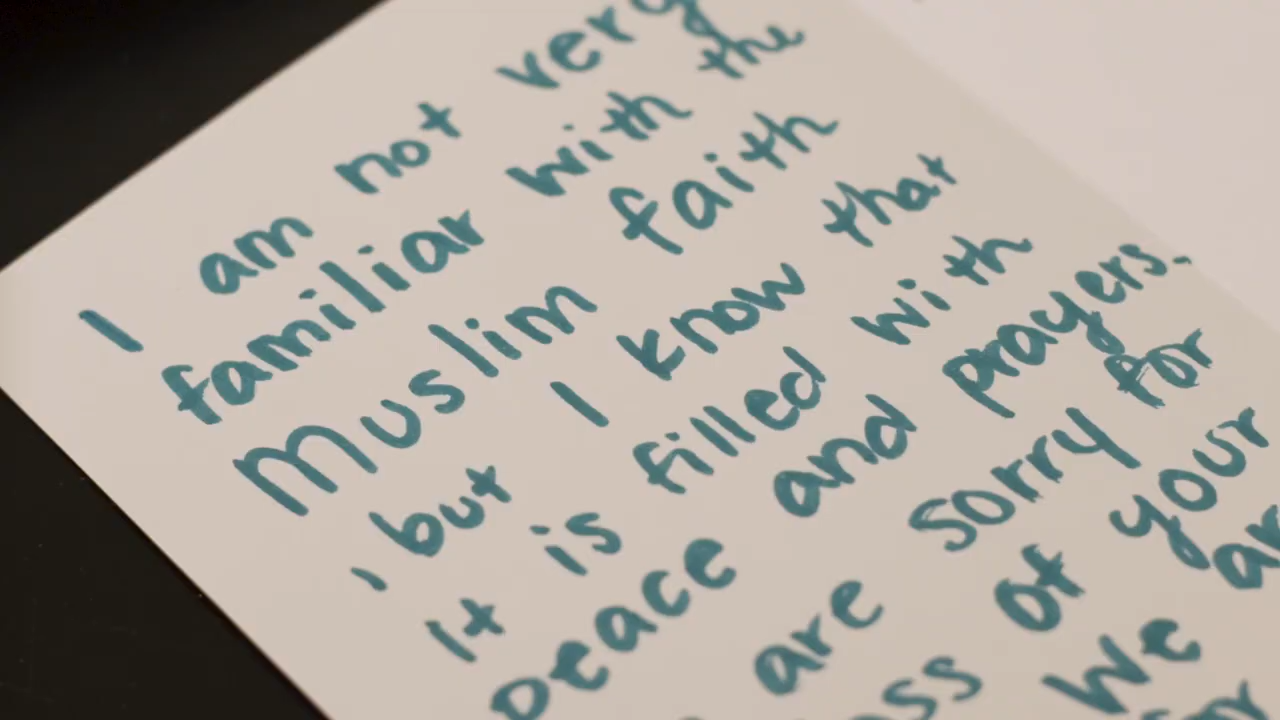 I am not very
familiar with the
Muslim faith
, but I know that
it is filled with
peace and prayers.
are sorry for
of your
We